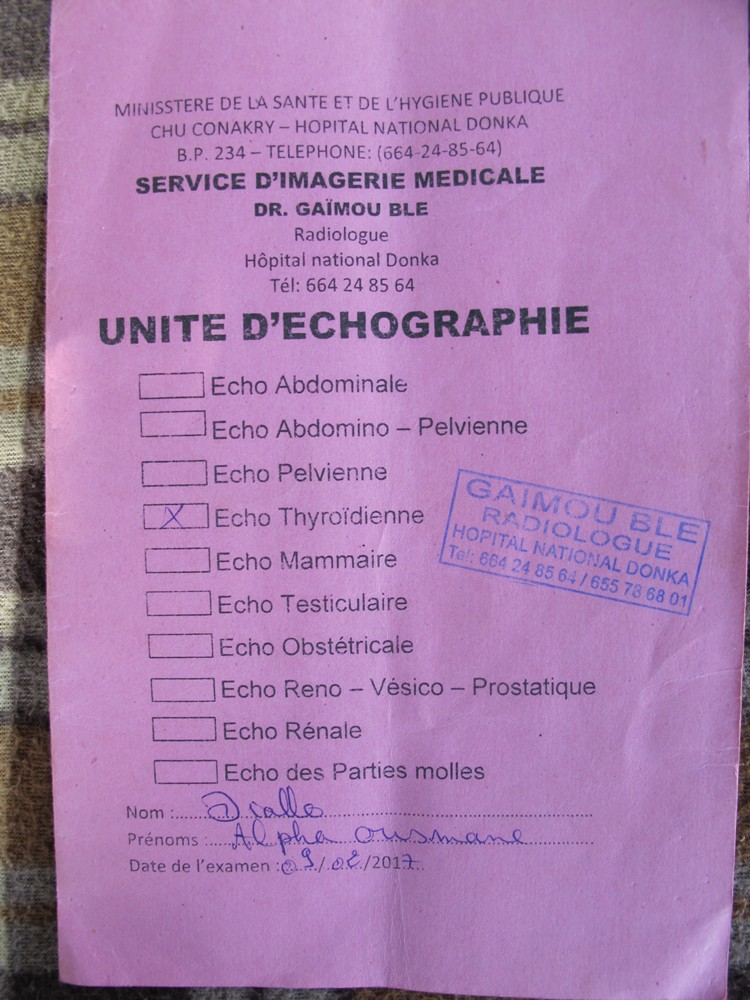 MINISSTERE DE LA SANTE ET DE L'HYGIENE PUBLIQUE
CHU CONAKRY – HOPITAL NATIONAL DONKA
B.P. 234 – TELEPHONE: (664-24-85-64)
SERVICE D'IMAGERIE MEDICALE
DR. GAÏMOU BLE
Radiologue
Hôpital national Donka
Tél: 664 24 85 64
UNITE D'ECHOGRAPHIE
Echo Abdominale
Echo Abdomino – Pelvienne
Echo Pelvienne
X Echo Thyroïdienne
Echo Mammaire
Echo Testiculaire
Echo Obstétricale
Echo Reno – Vésico – Prostatique
Echo Rénale
Echo des Parties molles
GAIMOU BLE
RADIOLOGUE
HOPITAL NATIONAL DONKA
Tel: 664 24 85 64 / 655 78 68 01
Nom : Diallo
Prénoms : Alpha ousmane
Date de l'examen : 09/02/2017